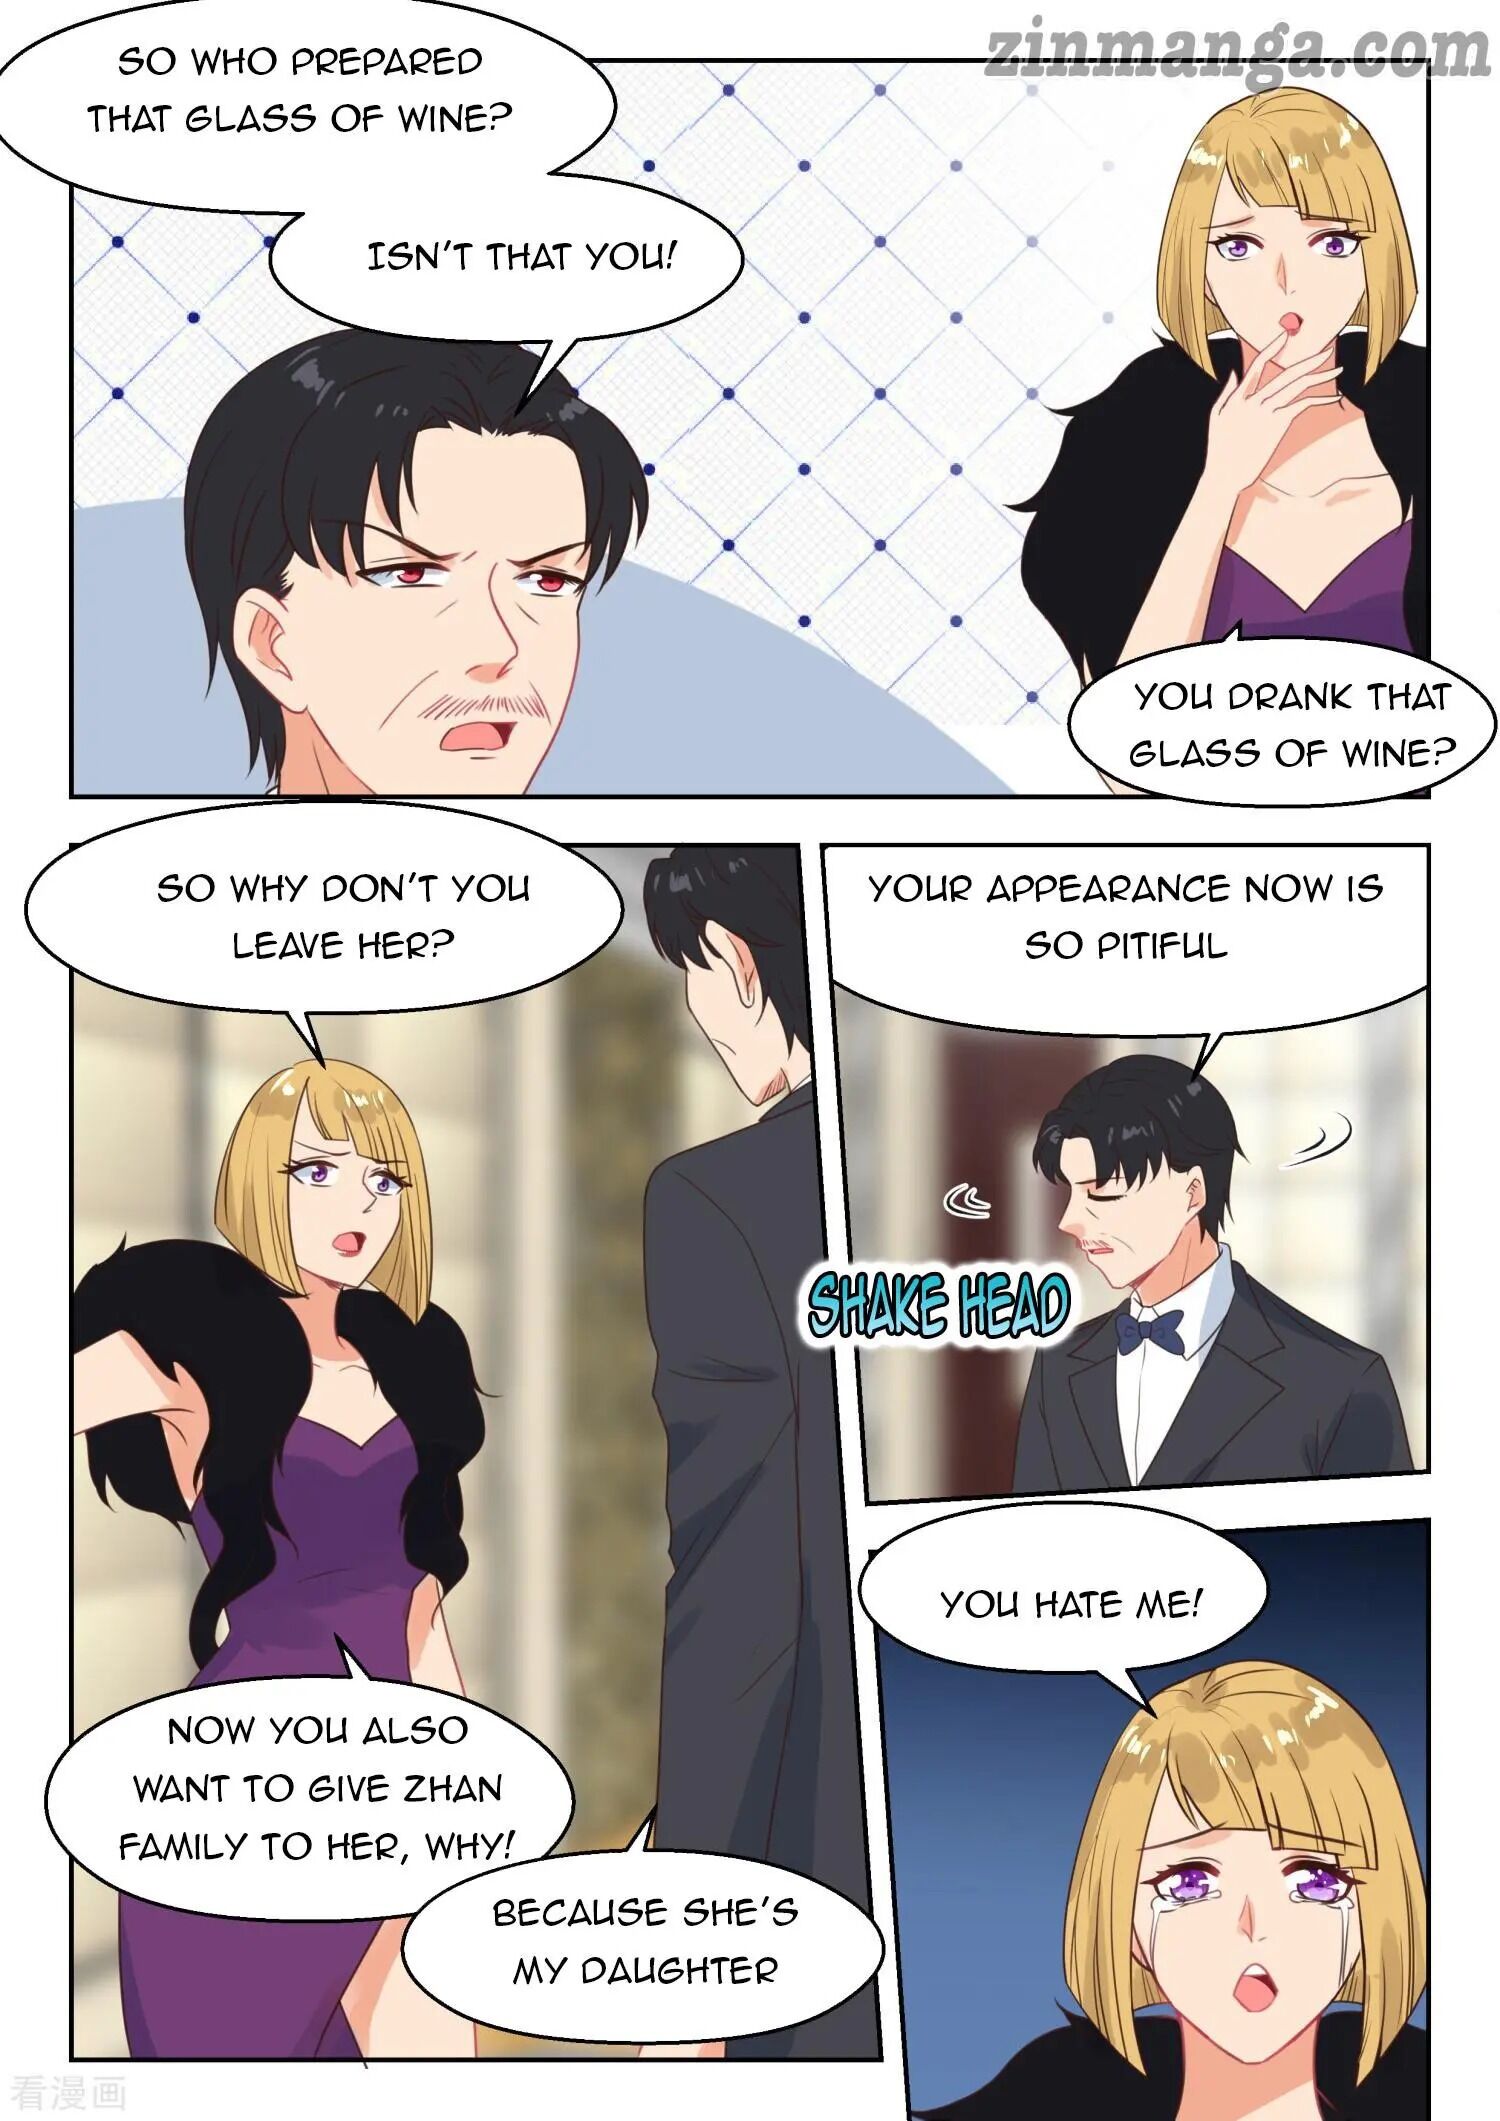 zinmanga.com
SO WHO PREPARED
THAT GLASS OF WINE?
ISN'T THAT YOU!
YOU DRANK THAT
GLASS OF WINE?
SO WHY DON'T YOU
LEAVE HER?
NOW YOU ALSO
WANT TO GIVE ZHAN
FAMILY TO HER, WHY!
BECAUSE SHE'S
MY DAUGHTER
YOUR APPEARANCE NOW IS
SO PITIFUL
SHAKE HEAD
YOU HATE ME!
看漫画